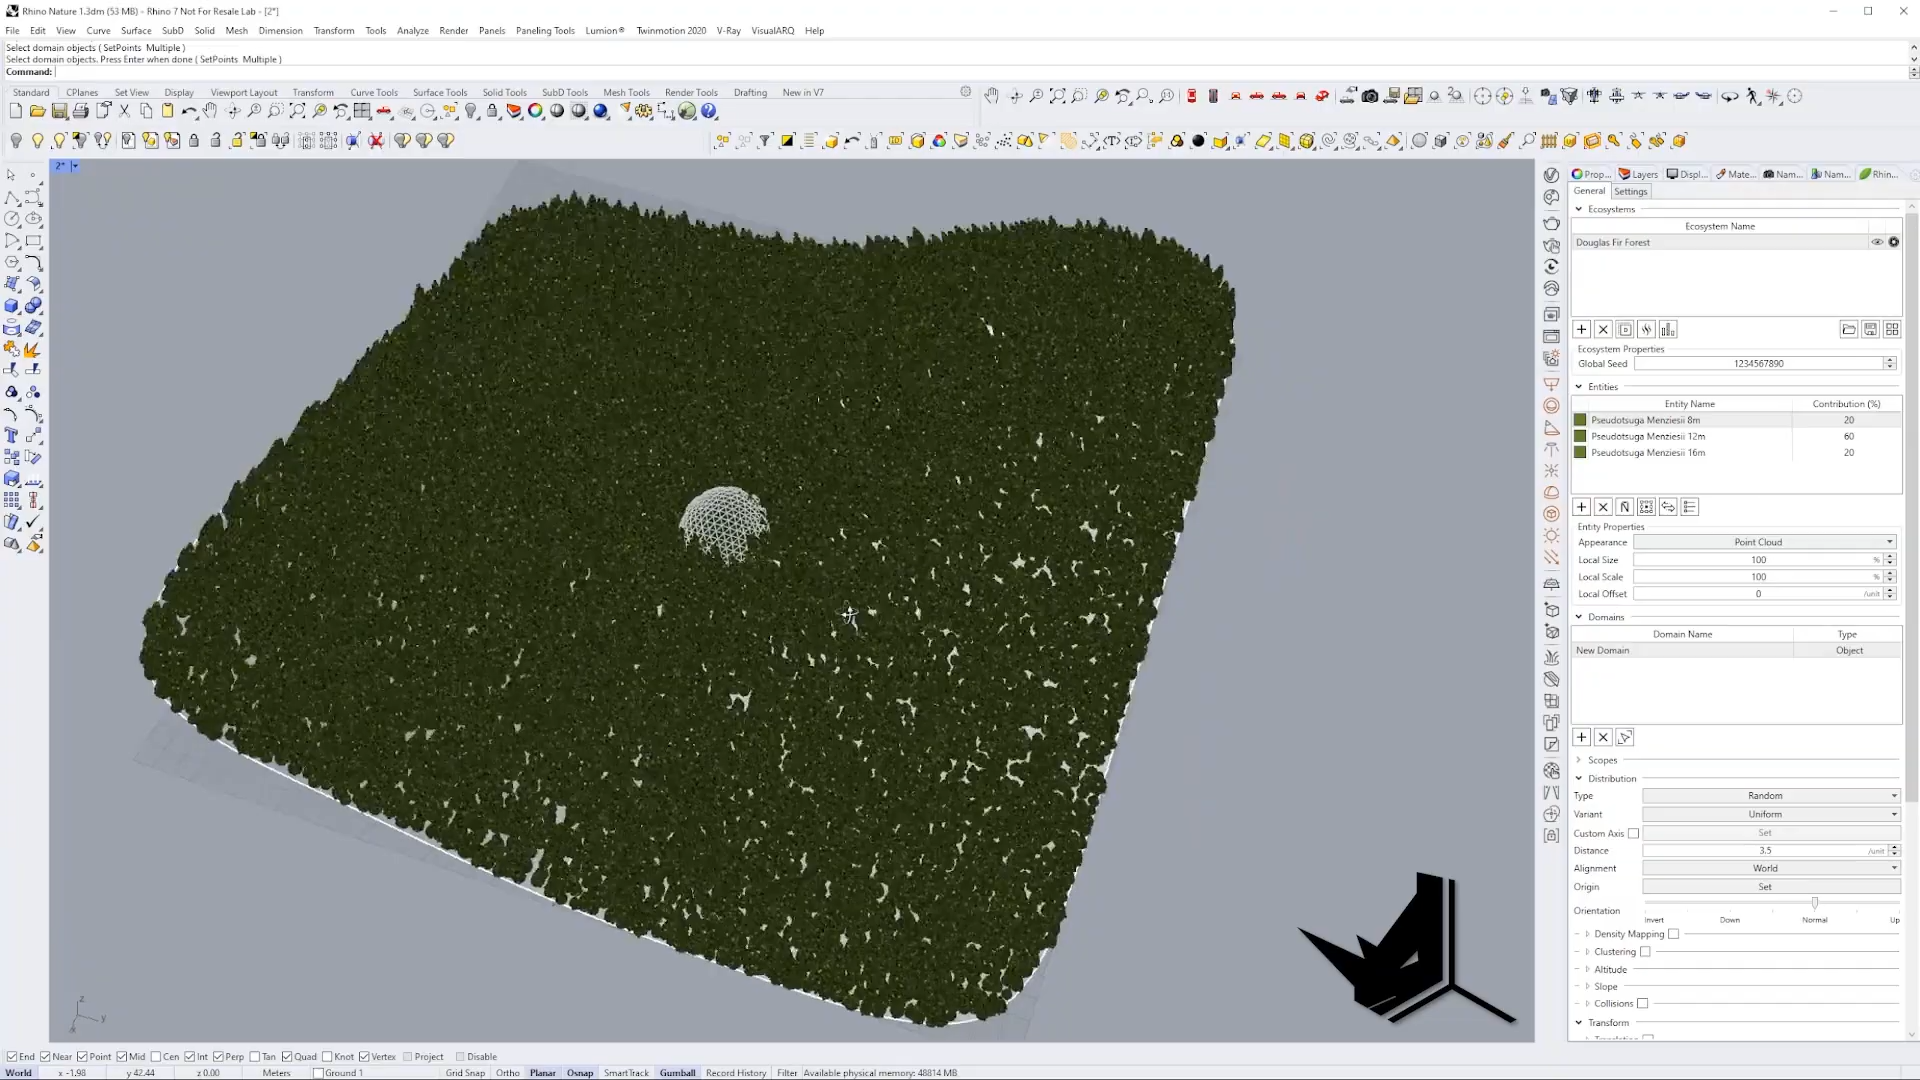 Rhino Nature 1.3dm (53 MB) - Rhino 7 Not For Resale Lab - [2*]
File Edit View Curve Surface SubD Solid Mesh Dimension Transform Tools Analyze Render Panels Paneling Tools Lumion® Twinmotion 2020 V-Ray VisualARQ Help
Select domain objects ( SetPoints Multiple )
Select domain objects. Press Enter when done ( SetPoints Multiple )
Command:
Standard CPlanes Set View Display Viewport Layout Transform Curve Tools Surface Tools Solid Tools SubD Tools Mesh Tools Render Tools Drafting New in V7
2*
Prop... Layers Displ... Mate... Nam... Nam... Rhin...
General Settings
Ecosystems
Ecosystem Name
Douglas Fir Forest
Ecosystem Properties
Global Seed 1234567890
Entities
Entity Name Contribution (%)
Pseudotsuga Menziesii 8m 20
Pseudotsuga Menziesii 12m 60
Pseudotsuga Menziesii 16m 20
Entity Properties
Appearance Point Cloud
Local Size 100 %
Local Scale 100 %
Local Offset 0 /unit
Domains
Domain Name Type
New Domain Object
Scopes
Distribution
Type Random
Variant Uniform
Custom Axis Set
Distance 3.5 /unit
Alignment World
Origin Set
Orientation
Invert Down Normal Up
Density Mapping
Clustering
Altitude
Slope
Collisions
Transform
z
y
End Near Point Mid Cen Int Perp Tan Quad Knot Vertex Project Disable
World x -1.98 y 42.44 z 0.00 Meters Ground 1 Grid Snap Ortho Planar Osnap SmartTrack Gumball Record History Filter Available physical memory: 48814 MB